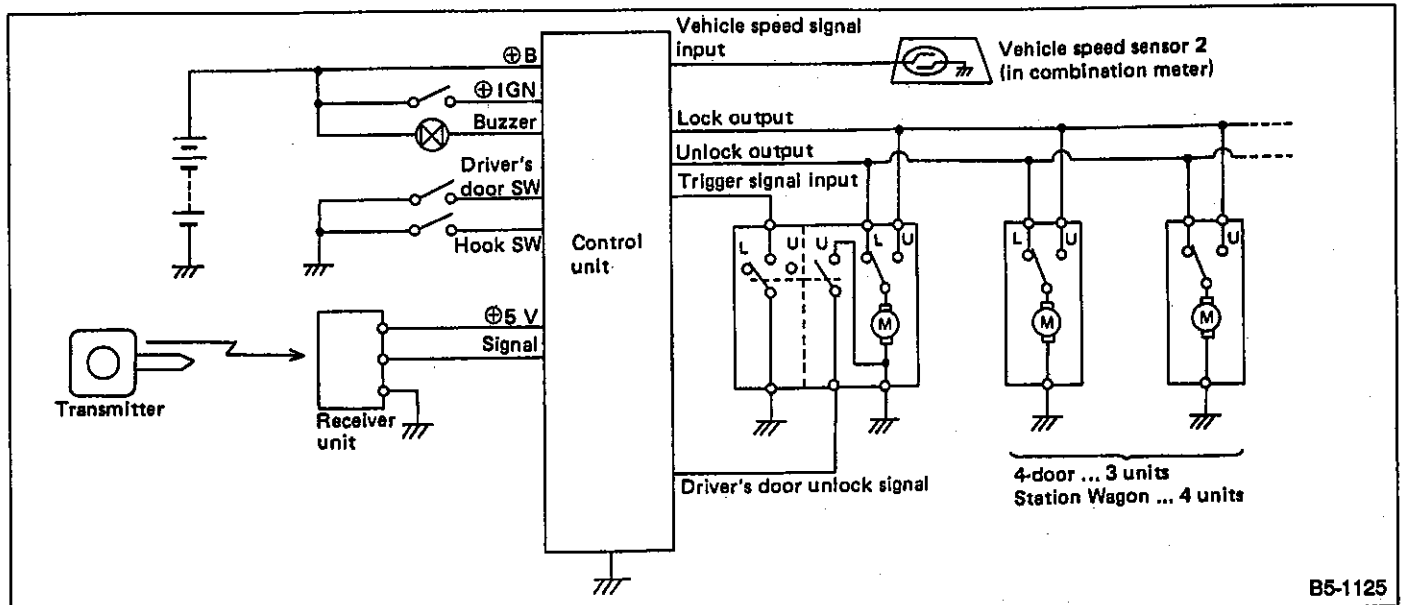 Vehicle speed signal
input
Vehicle speed sensor 2
(in combination meter)
⊕B
⊕IGN
Buzzer
Driver's
door SW
Hook SW
Control
unit
Lock output
Unlock output
Trigger signal input
L
U
U
L
U
M
L
U
M
L
U
M
⊕5 V
Signal
Transmitter
Receiver
unit
Driver's door unlock signal
4-door ... 3 units
Station Wagon ... 4 units
B5-1125